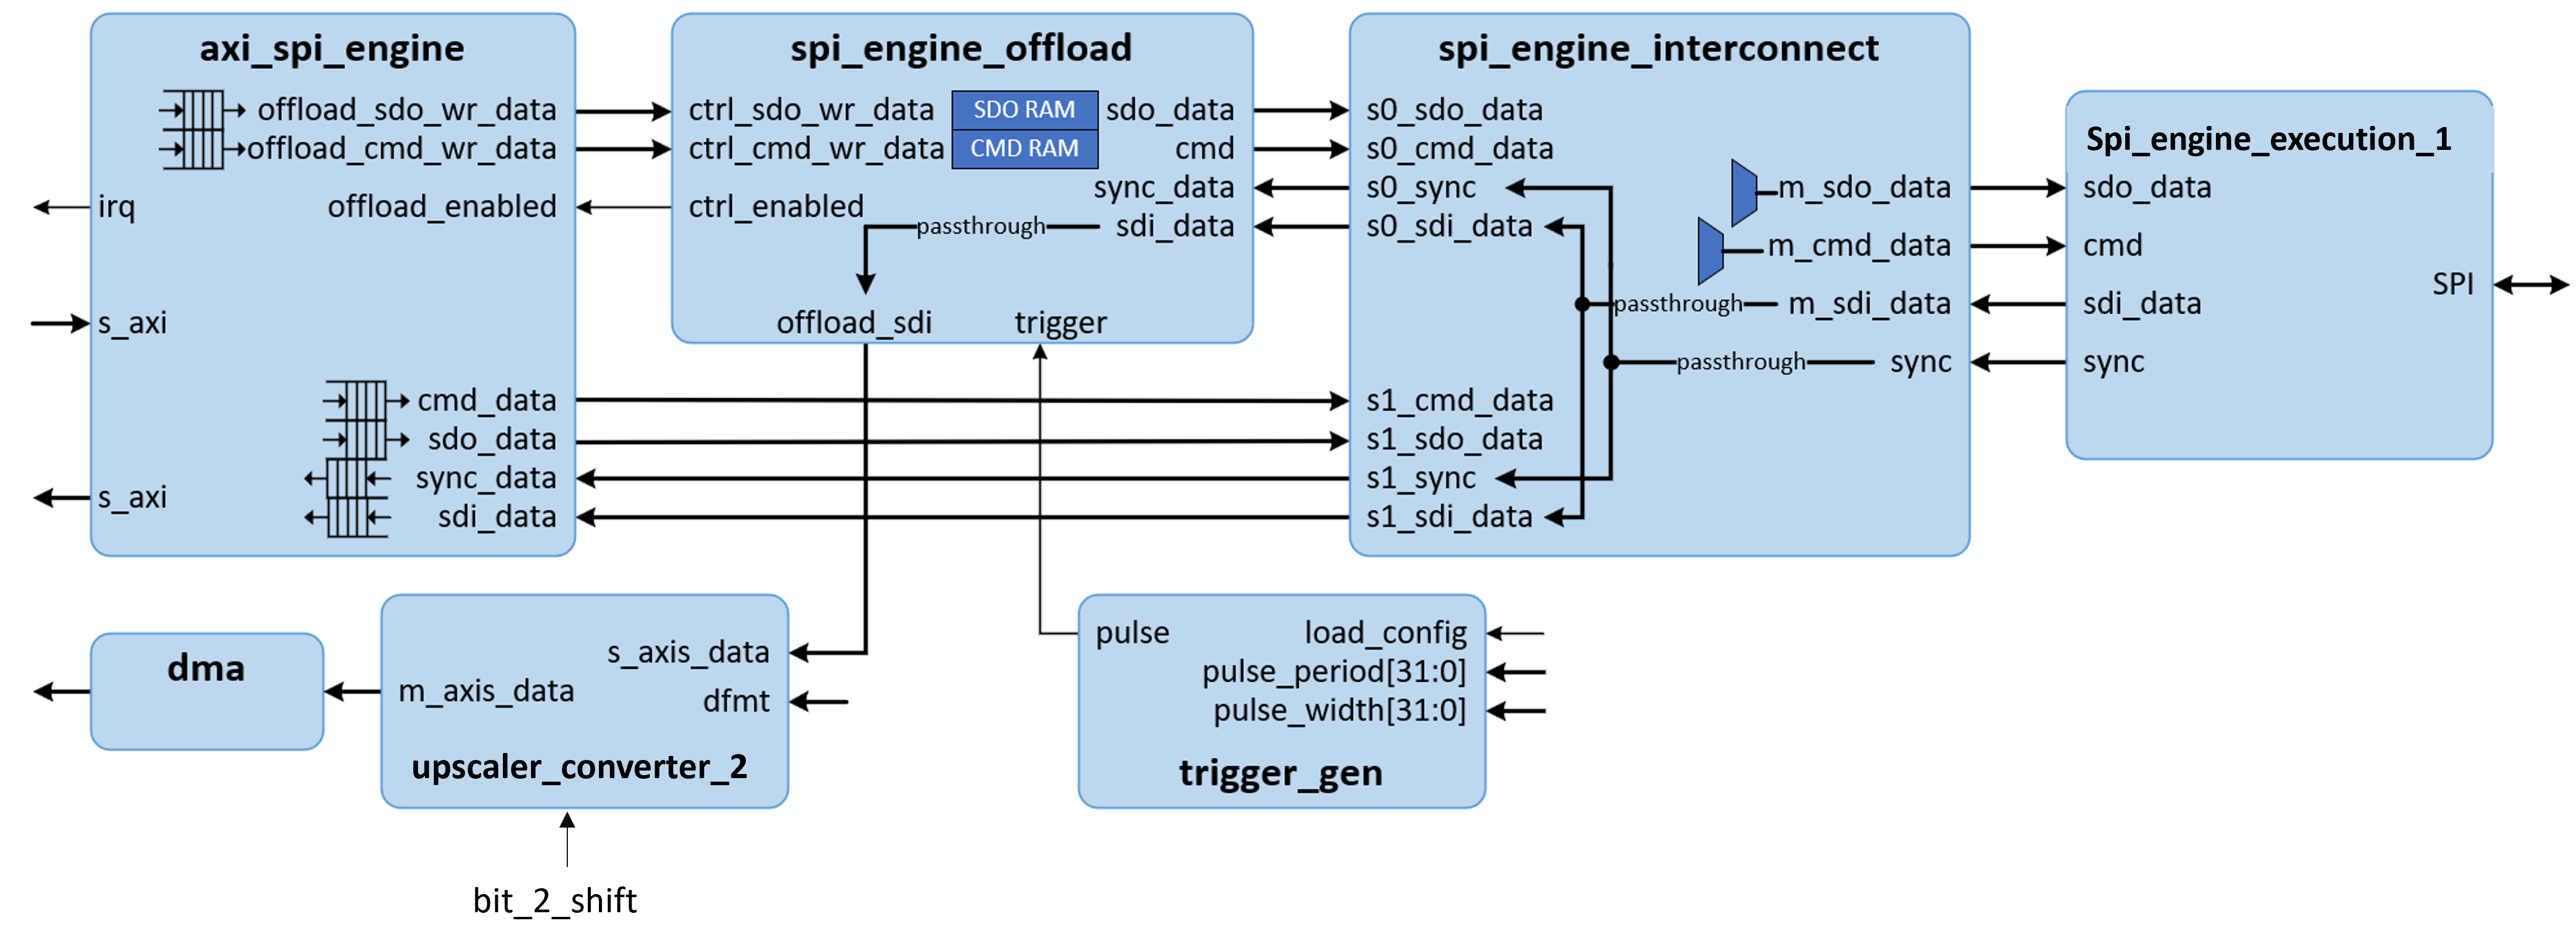 axi_spi_engine
offload_sdo_wr_data
offload_cmd_wr_data
irq
offload_enabled
s_axi
cmd_data
sdo_data
sync_data
s_axi
sdi_data
spi_engine_offload
ctrl_sdo_wr_data
SDO RAM
sdo_data
ctrl_cmd_wr_data
CMD RAM
cmd
sync_data
ctrl_enabled
passthrough
sdi_data
offload_sdi
trigger
spi_engine_interconnect
s0_sdo_data
s0_cmd_data
s0_sync
m_sdo_data
s0_sdi_data
m_cmd_data
passthrough
m_sdi_data
passthrough
sync
s1_cmd_data
s1_sdo_data
s1_sync
s1_sdi_data
Spi_engine_execution_1
sdo_data
cmd
SPI
sdi_data
sync
dma
s_axis_data
m_axis_data
dfmt
upscaler_converter_2
bit_2_shift
pulse
load_config
pulse_period[31:0]
pulse_width[31:0]
trigger_gen